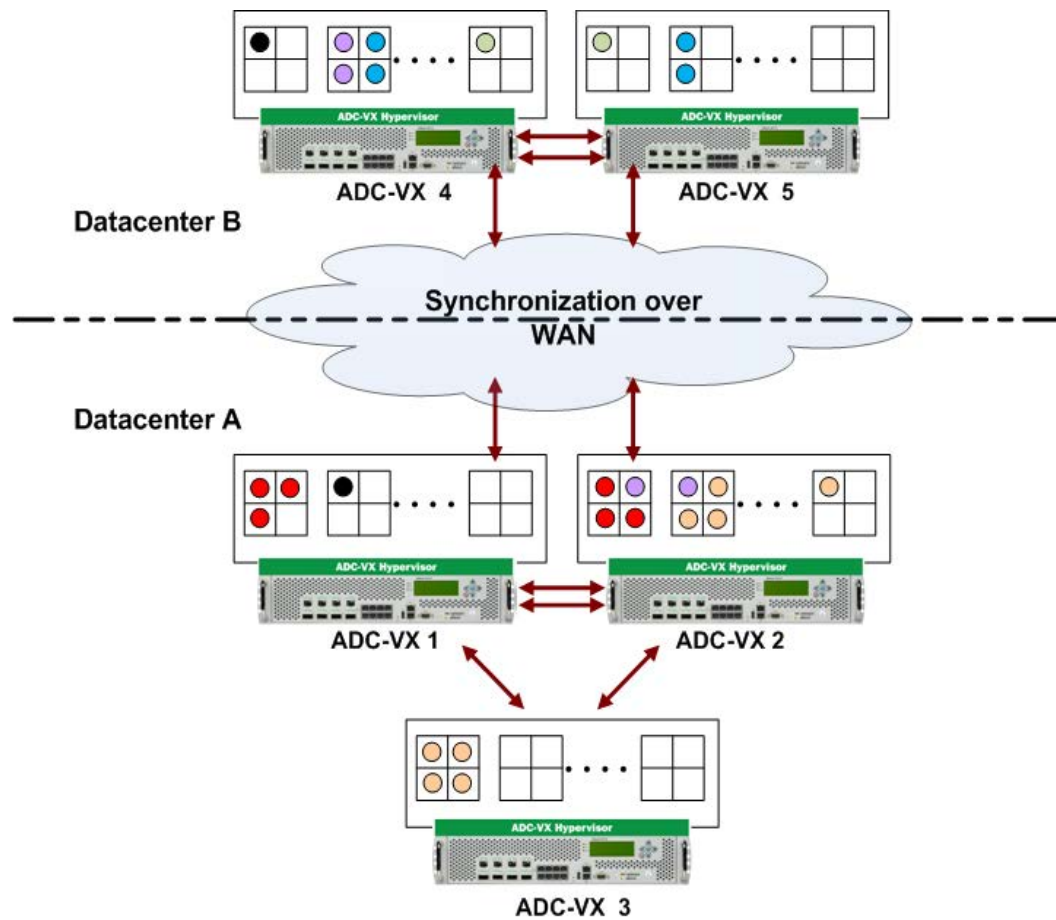 ADC-VX Hypervisor
ADC-VX Hypervisor
ADC-VX 4
ADC-VX 5
Datacenter B
Synchronization over
WAN
Datacenter A
ADC-VX Hypervisor
ADC-VX Hypervisor
ADC-VX 1
ADC-VX 2
ADC-VX Hypervisor
ADC-VX 3